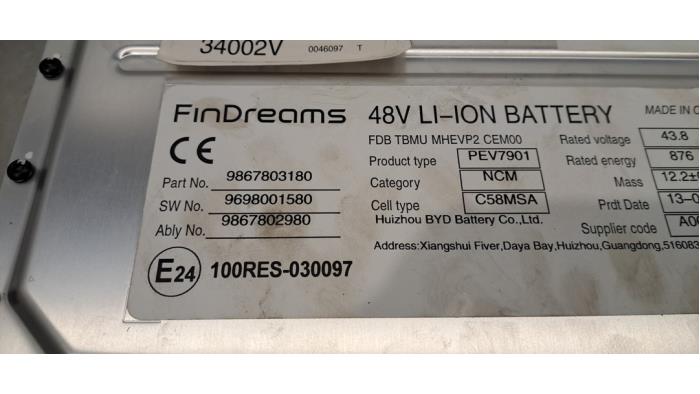 34002V 0046097 T
FinDreams 48V LI-ION BATTERY MADE IN
FDB TBMU MHEVP2 CEM00 Rated voltage 43.8
CE Product type PEV7901 Rated energy 876
Part No. 9867803180 Category NCM Mass 12.2±
SW No. 9698001580 Cell type C58MSA Prdt Date 13-0
Ably No. 9867802980 Huizhou BYD Battery Co.,Ltd. Supplier code
Address:Xiangshui Fiver,Daya Bay,Huizhou,Guangdong,516083
E24 100RES-030097